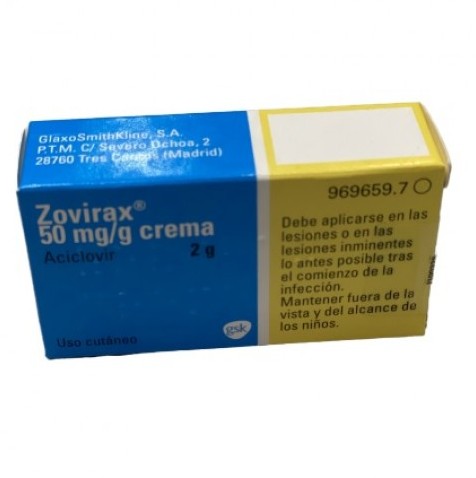 GlaxoSmithKline, S.A.
P.T.M. C/ Severo Ochoa, 2
28760 Tres Cantos (Madrid)
Zovirax®
50 mg/g crema
Aciclovir 2 g
Uso cutáneo
gsk
969659.7
Debe aplicarse en las
lesiones o en las
lesiones inminentes
lo antes posible tras
el comienzo de la
infección.
Mantener fuera de la
vista y del alcance de
los niños.